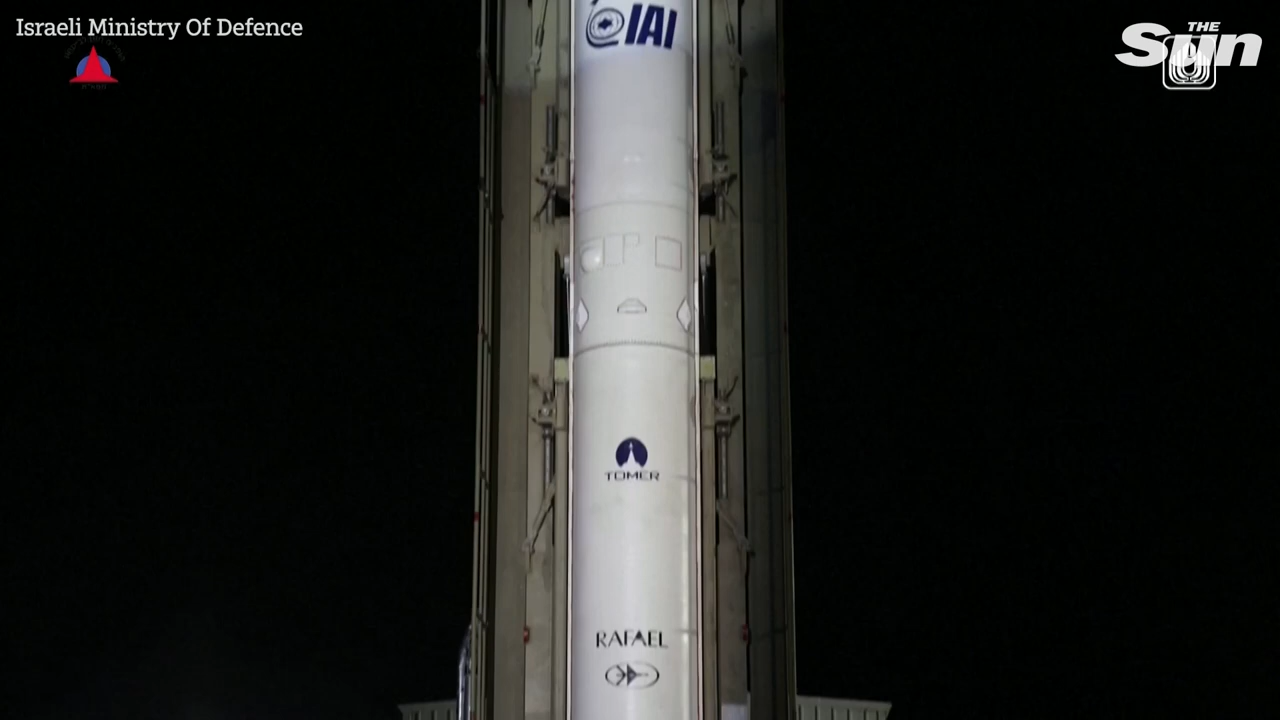 Israeli Ministry Of Defence
THE
Sun
IAI
TOMER
RAFAEL